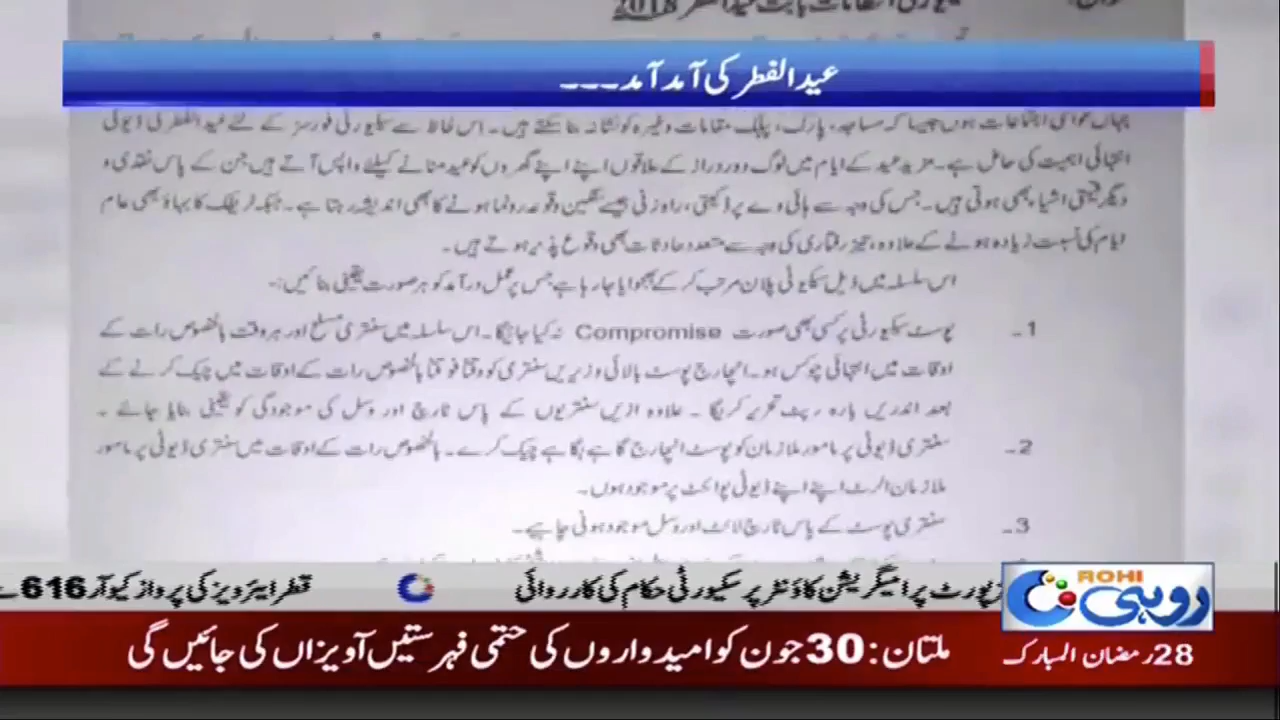 سکیورٹی انتظامات بابت عیدالفطر 2018
عیدالفطر کی آمد آمد ۔۔۔
جہاں عوامی اجتماعات ہوں جیسا کہ مساجد، پارک، پبلک مقامات وغیرہ کو نشانہ بنا سکتے ہیں۔ اس لحاظ سے سکیورٹی فورسز کے لئے عیدالفطر کی ڈیوٹی
انتہائی اہمیت کی حامل ہے۔ مزید عید کے ایام میں لوگ دور دراز کے علاقوں اپنے اپنے گھروں کو عید منانے کیلئے واپس آتے ہیں جن کے پاس نقدی و
دیگر قیمتی اشیاء بھی ہوتی ہیں۔ جس کی وجہ سے ہائی وے پر ڈکیتی، راہزنی جیسے سنگین وقوعہ رونما ہونے کا بھی اندیشہ رہتا ہے۔ جبکہ ٹریفک کا بہاؤ بھی عام
ایام کی نسبت زیادہ ہونے کے علاوہ، تیز رفتاری کی وجہ سے متعدد حادثات بھی وقوع پذیر ہوتے ہیں۔
اس سلسلہ میں ذیل سکیورٹی پلان مرتب کر کے بھجوایا جا رہا ہے جس پر عمل درآمد کو ہر صورت یقینی بنائیں:-
1۔ پوسٹ سکیورٹی پر کسی بھی صورت Compromise نہ کیا جائیگا۔ اس سلسلہ میں سنتری مسلح اور ہر وقت بالخصوص رات کے
اوقات میں انتہائی چوکس ہو۔ انچارج پوسٹ بالائی و زیریں سنتری کو وقتاً فوقتاً بالخصوص رات کے اوقات میں چیک کرنے کے
بعد اندریں بارہ رپٹ تحریر کریگا۔ علاوہ ازیں سنتریوں کے پاس ٹارچ اور وسل کی موجودگی کو یقینی بنایا جائے۔
2۔ سنتری ڈیوٹی پر مامور ملازمان کو پوسٹ انچارج گاہے بگاہے چیک کرے۔ بالخصوص رات کے اوقات میں سنتری ڈیوٹی پر مامور
ملازمان الرٹ اپنے اپنے ڈیوٹی پوائنٹ پر موجود ہوں۔
3۔ سنتری پوسٹ کے پاس ٹارچ لائٹ اور وسل موجود ہونی چاہیے۔
ROHI
روہی
پورٹ پر امیگریشن کاؤنٹر پر سکیورٹی حکام کی کارروائی قطر ایئرویز کی پرواز کیو آر 616
28 رمضان المبارک
ملتان: 30 جون کو امیدواروں کی حتمی فہرستیں آویزاں کی جائیں گی